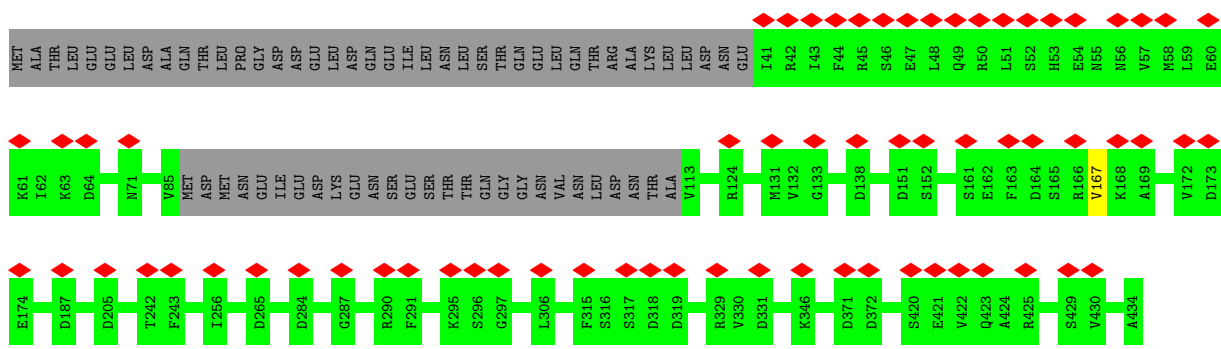 MET ALA THR LEU GLU GLU LEU ASP ALA GLN THR LEU PRO GLY ASP ASP GLU LEU ASP GLN GLU ILE LEU ASN LEU SER THR GLN GLU LEU GLN THR ARG ALA LYS LEU LEU ASP ASN GLU I41 R42 I43 F44 R45 S46 E47 L48 Q49 R50 L51 S52 H53 E54 N55 N56 V57 M58 L59 E60
K61 I62 K63 D64 N71 V85 MET ASP MET ASN GLU ILE GLU ASP LYS GLU ASN SER GLU SER THR THR GLN GLY GLY ASN VAL ASN LEU ASP ASN THR ALA V113 R124 M131 V132 G133 D138 D151 S152 S161 E162 F163 D164 S165 R166 V167 K168 A169 V172 D173
E174 D187 D205 T242 F243 I256 D265 D284 G287 R290 F291 K295 S296 G297 L306 F315 S316 S317 D318 D319 R329 V330 D331 K346 D371 D372 S420 E421 V422 Q423 A424 R425 S429 V430 A434